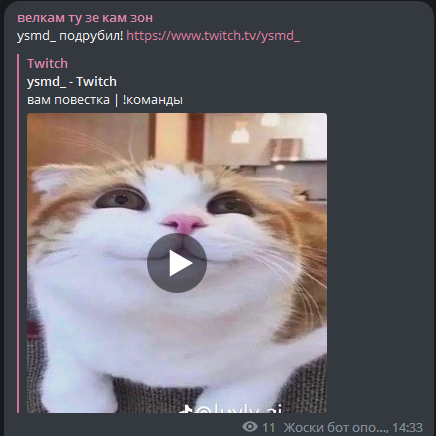 велкам ту зе кам зон
ysmd_ подрубил! https://www.twitch.tv/ysmd_
Twitch
ysmd_ - Twitch
вам повестка | !команды
@luvly_ai
11 Жоски бот опо..., 14:33